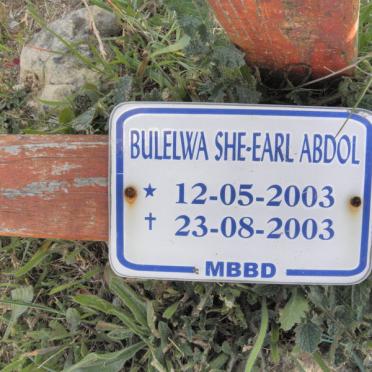 BULELWA SHE-EARL ABDOL
★ 12-05-2003
✝ 23-08-2003
MBBD